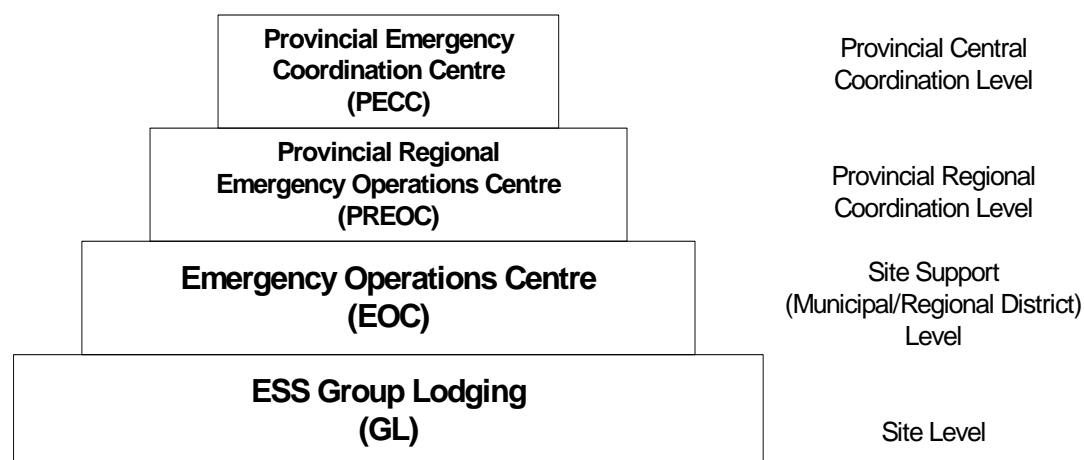 Provincial Emergency
Coordination Centre
(PECC)
Provincial Central
Coordination Level
Provincial Regional
Emergency Operations Centre
(PREOC)
Provincial Regional
Coordination Level
Emergency Operations Centre
(EOC)
Site Support
(Municipal/Regional District)
Level
ESS Group Lodging
(GL)
Site Level